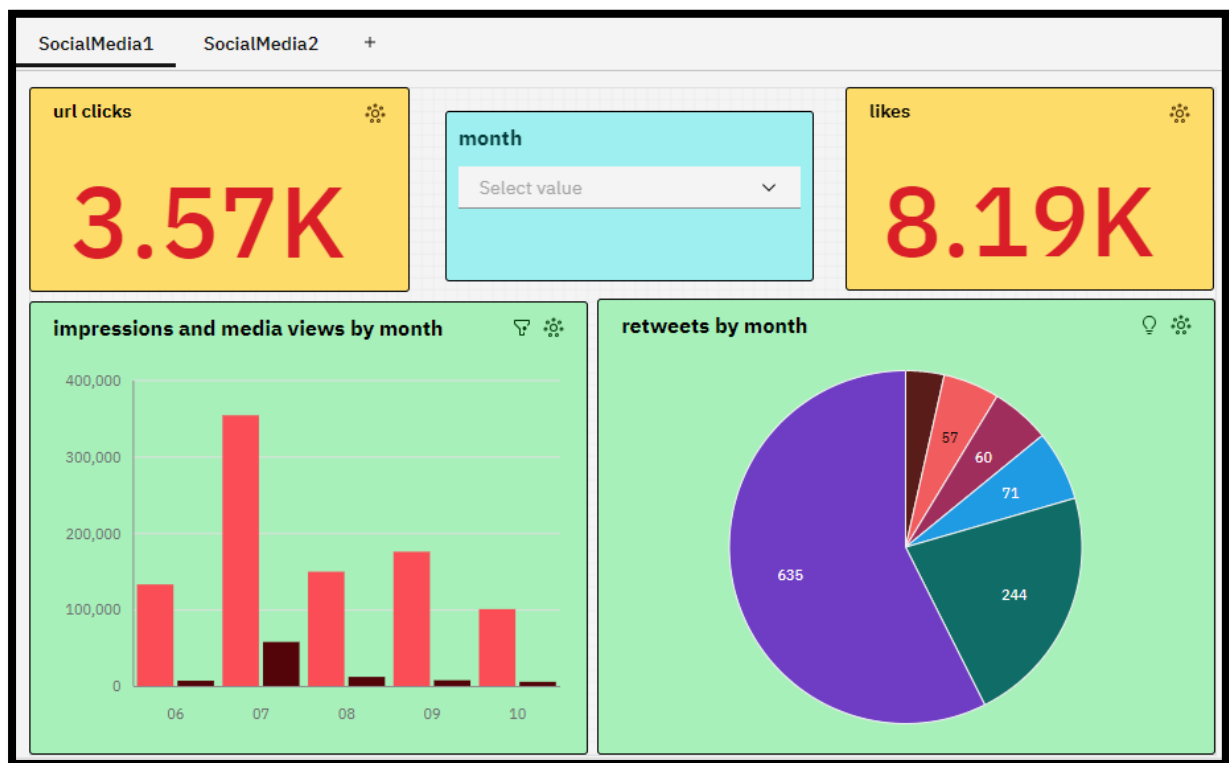 SocialMedia1 SocialMedia2 +
url clicks
3.57K
month
Select value
likes
8.19K
impressions and media views by month
400,000
300,000
200,000
100,000
0
06 07 08 09 10
retweets by month
57
60
71
244
635